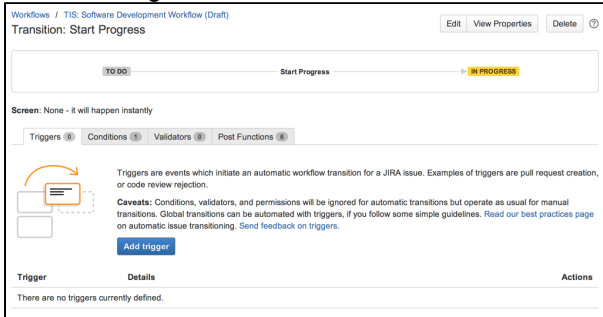 Workflows / TIS: Software Development Workflow (Draft)
Transition: Start Progress
Edit View Properties Delete ?
TO DO Start Progress IN PROGRESS
Screen: None - it will happen instantly
Triggers 0 Conditions 1 Validators 0 Post Functions 6
Triggers are events which initiate an automatic workflow transition for a JIRA issue. Examples of triggers are pull request creation,
or code review rejection.
Caveats: Conditions, validators, and permissions will be ignored for automatic transitions but operate as usual for manual
transitions. Global transitions can be automated with triggers, if you follow some simple guidelines. Read our best practices page
on automatic issue transitioning. Send feedback on triggers.
Add trigger
Trigger Details Actions
There are no triggers currently defined.